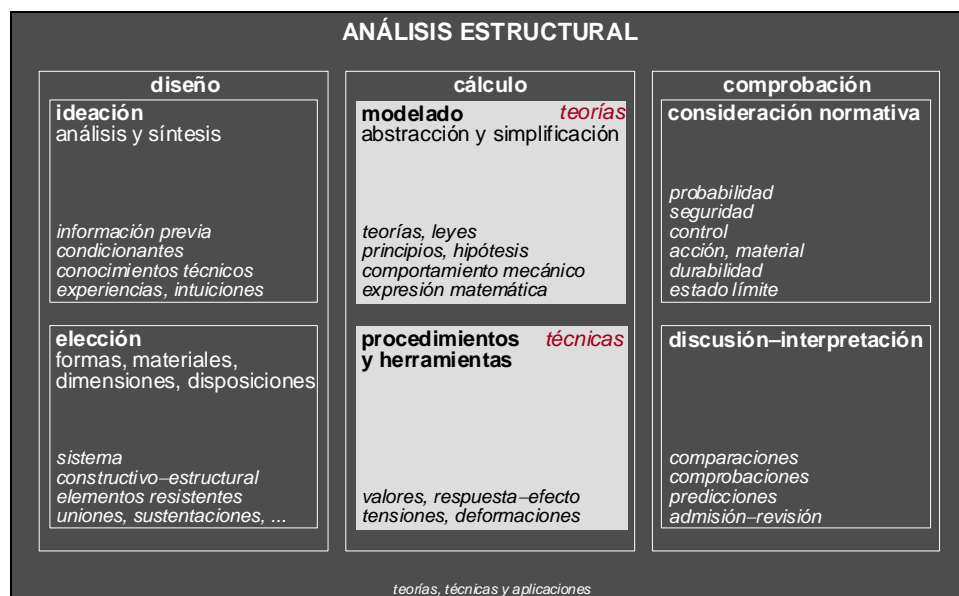 ANÁLISIS ESTRUCTURAL
diseño
ideación
análisis y síntesis
información previa
condicionantes
conocimientos técnicos
experiencias, intuiciones
elección
formas, materiales,
dimensiones, disposiciones
sistema
constructivo–estructural
elementos resistentes
uniones, sustentaciones, ...
cálculo
modelado teorías
abstracción y simplificación
teorías, leyes
principios, hipótesis
comportamiento mecánico
expresión matemática
procedimientos técnicas
y herramientas
valores, respuesta–efecto
tensiones, deformaciones
comprobación
consideración normativa
probabilidad
seguridad
control
acción, material
durabilidad
estado límite
discusión–interpretación
comparaciones
comprobaciones
predicciones
admisión–revisión
teorías, técnicas y aplicaciones